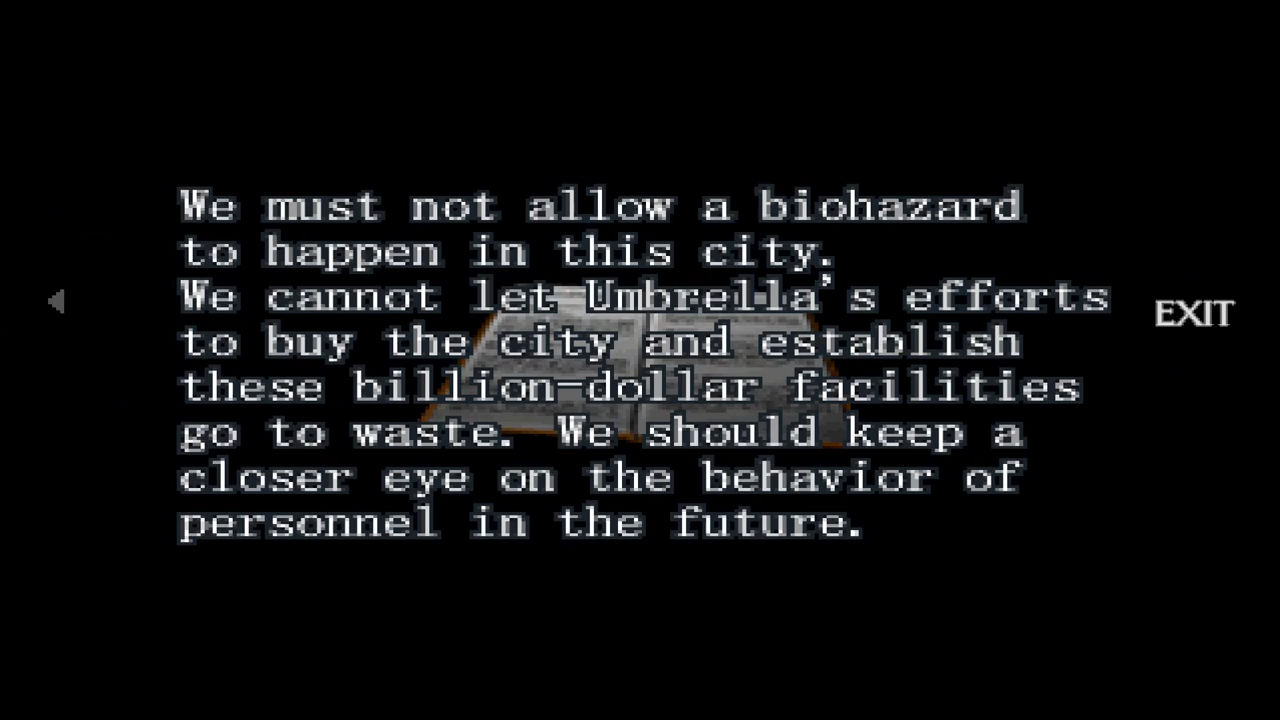 We must not allow a biohazard
to happen in this city.
We cannot let Umbrella's efforts
to buy the city and establish
these billion-dollar facilities
go to waste. We should keep a
closer eye on the behavior of
personnel in the future.
EXIT